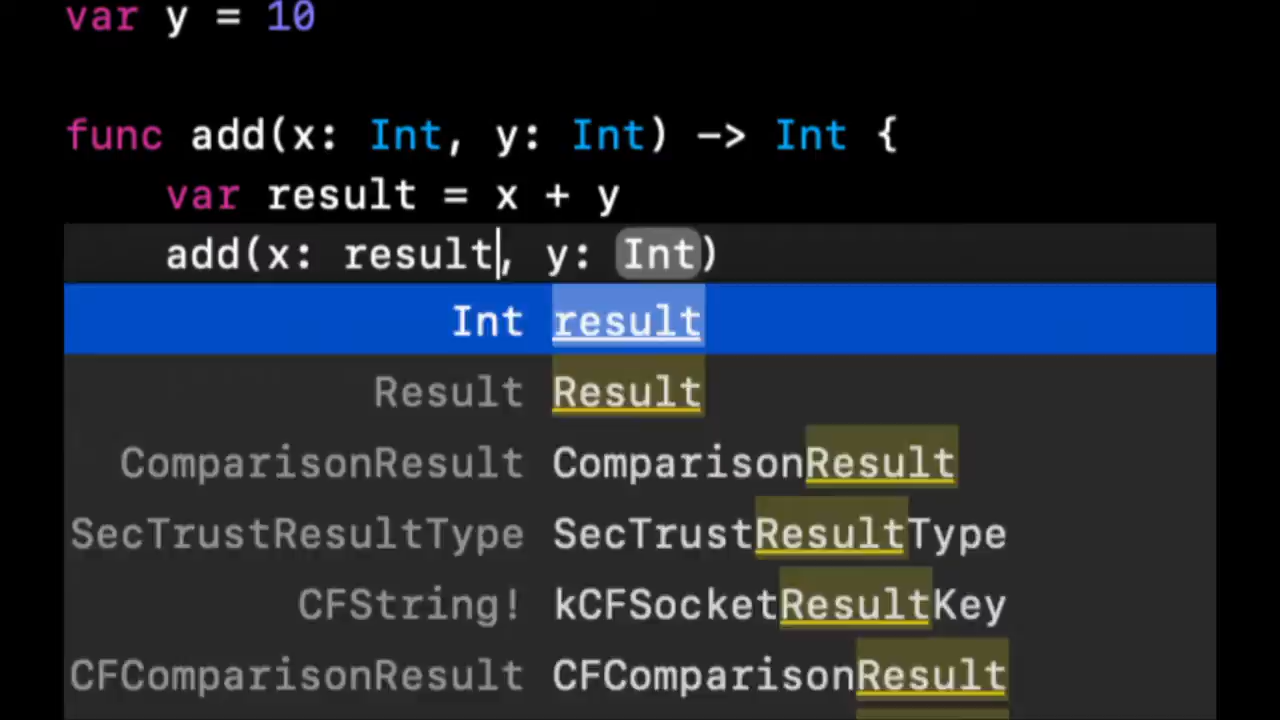 var y = 10
func add(x: Int, y: Int) -> Int {
var result = x + y
add(x: result, y: Int)
Int result
Result Result
ComparisonResult ComparisonResult
SecTrustResultType SecTrustResultType
CFString! kCFSocketResultKey
CFComparisonResult CFComparisonResult